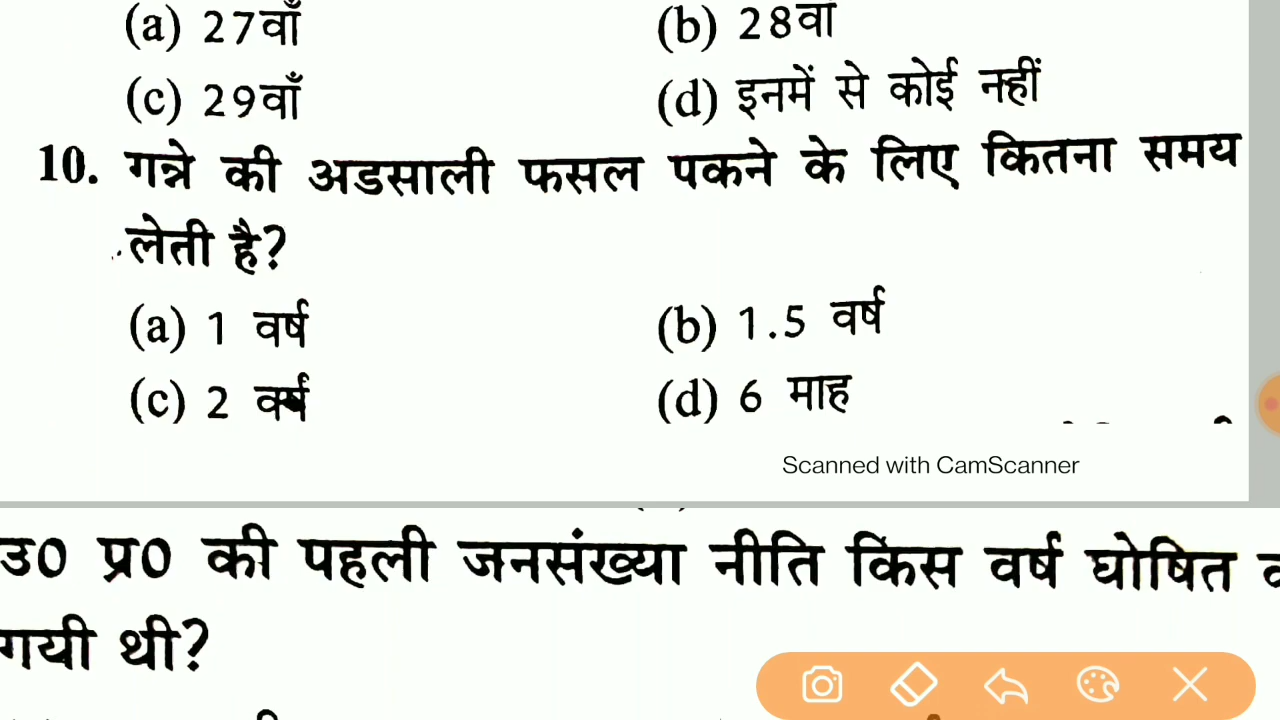 (a) 27वाँ (b) 28वाँ
(c) 29वाँ (d) इनमें से कोई नहीं
10. गन्ने की अडसाली फसल पकने के लिए कितना समय
लेती है?
(a) 1 वर्ष (b) 1.5 वर्ष
(c) 2 वर्ष (d) 6 माह
Scanned with CamScanner
उ0 प्र0 की पहली जनसंख्या नीति किस वर्ष घोषित
गयी थी?